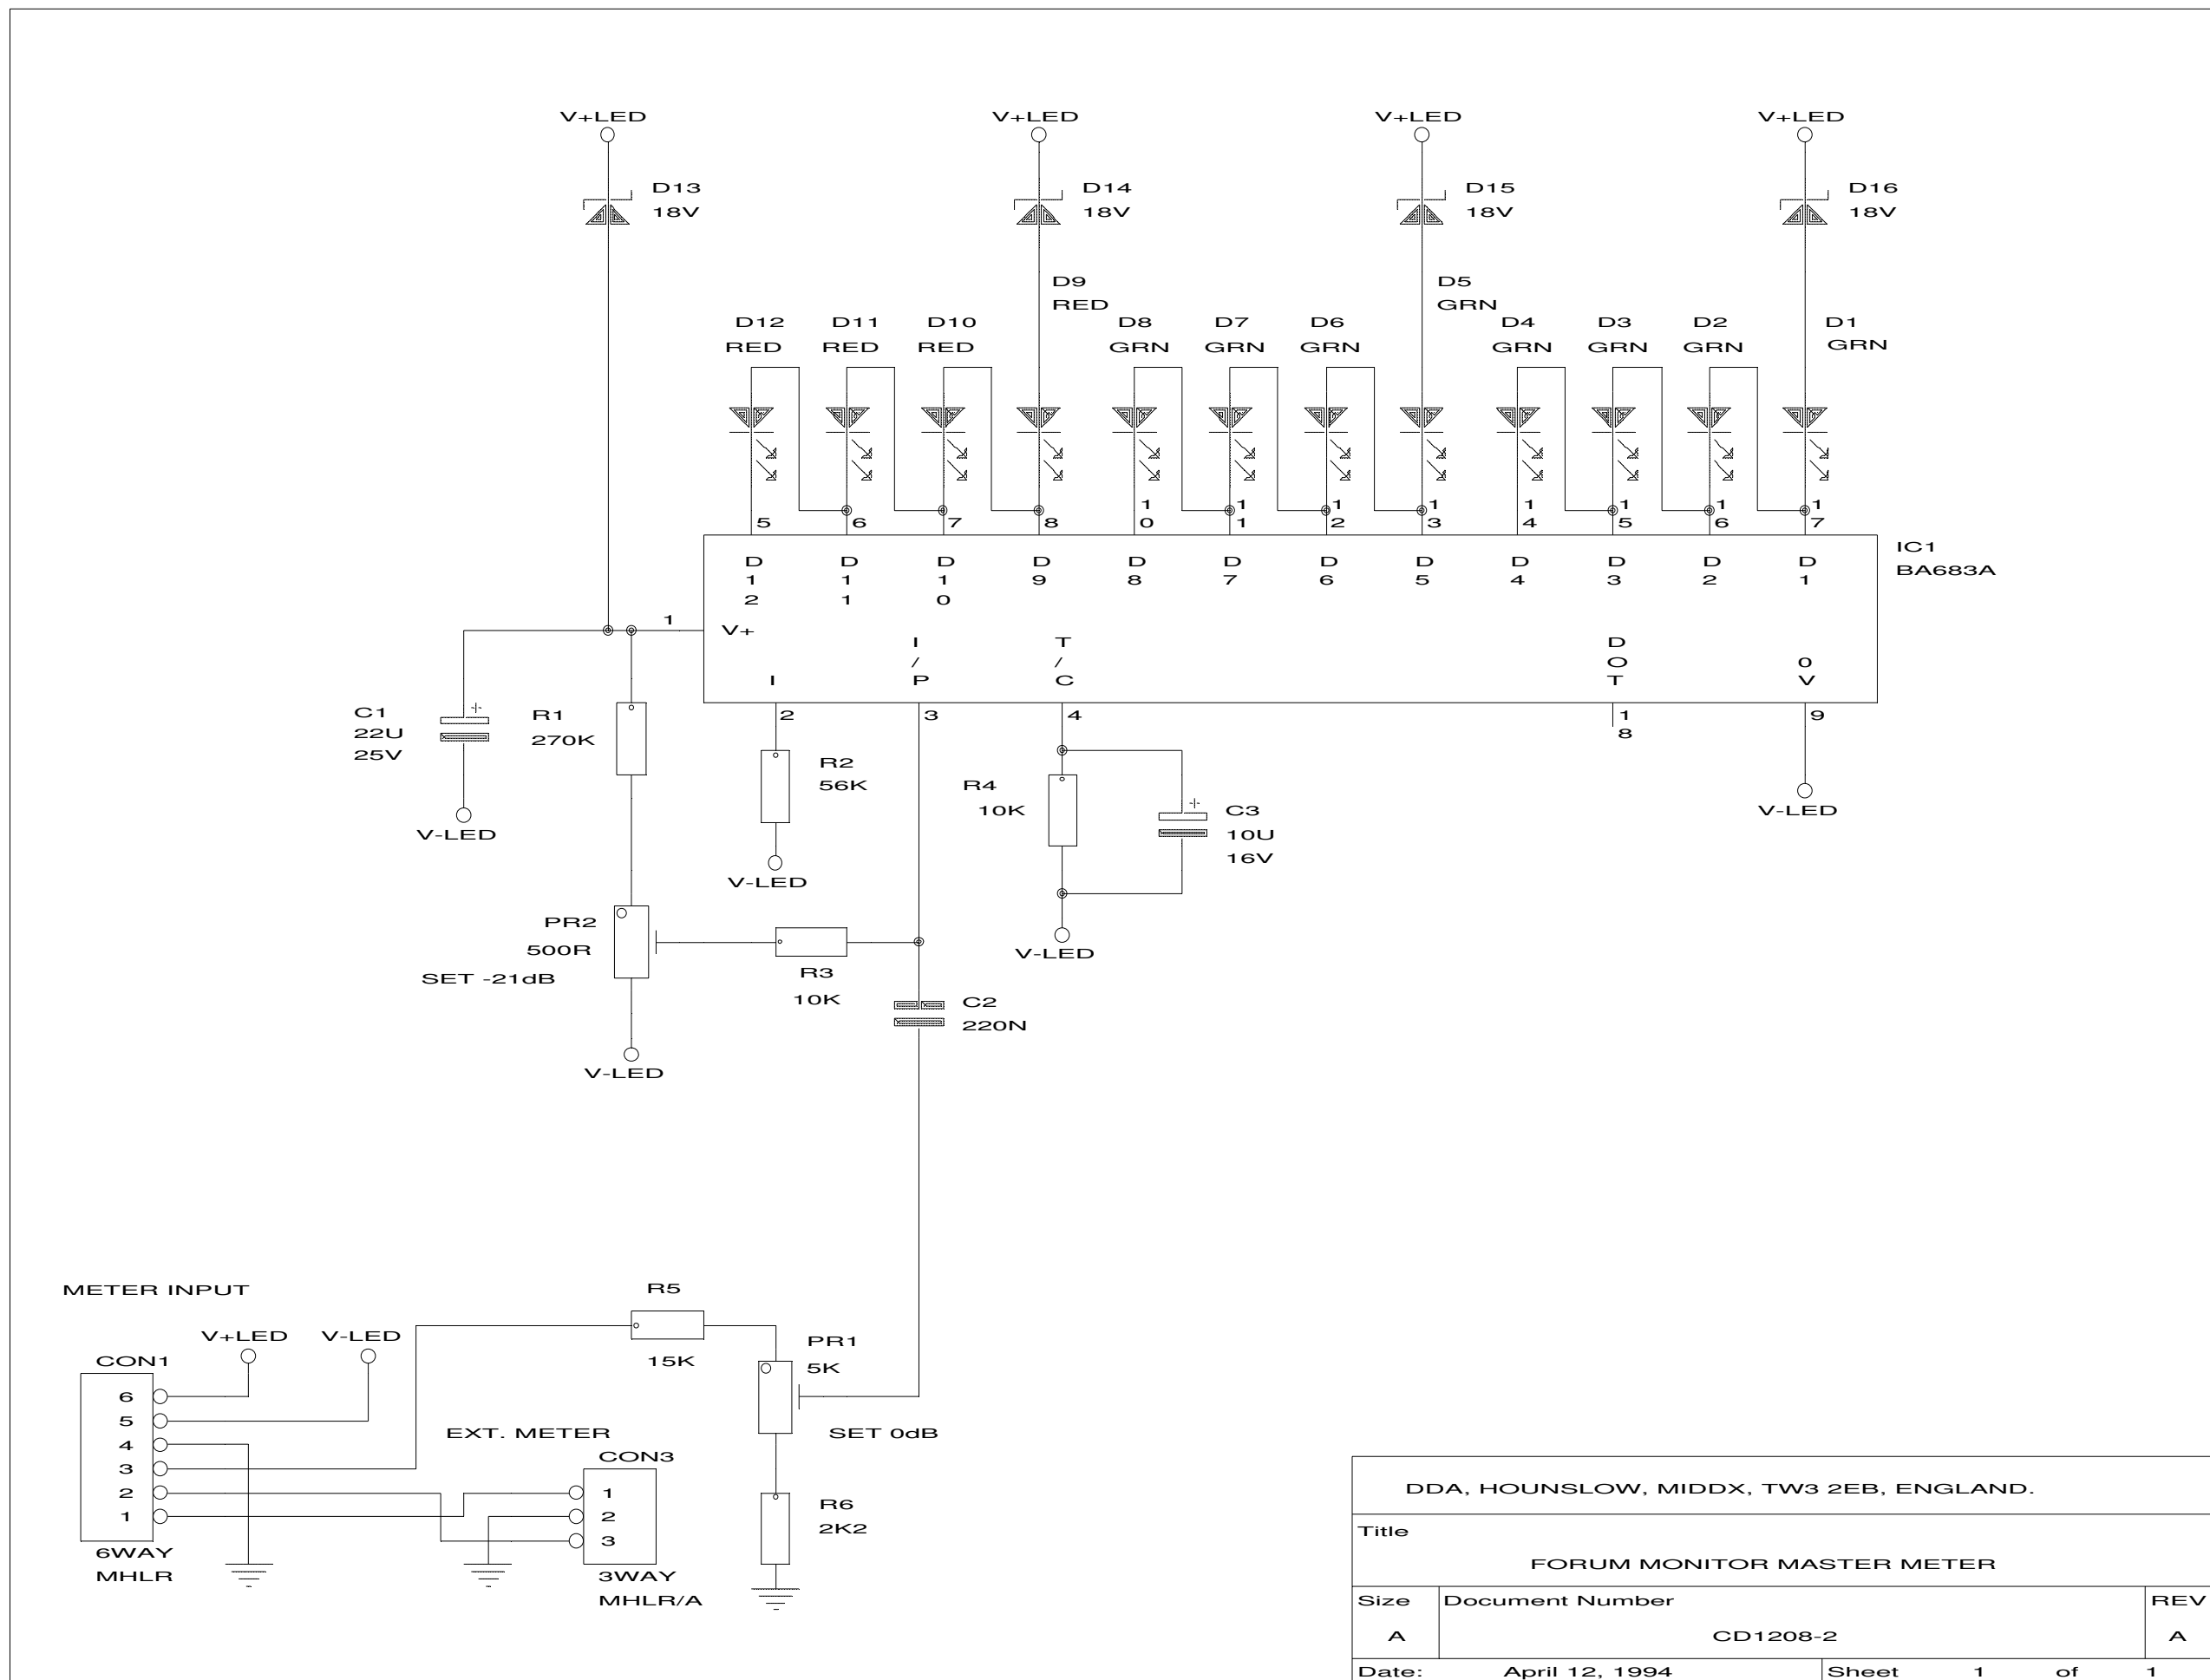 V+LED V+LED V+LED V+LED
D13 D14 D15 D16
18V 18V 18V 18V
D9 D5
RED GRN
D12 D11 D10 D8 D7 D6 D4 D3 D2 D1
RED RED RED GRN GRN GRN GRN GRN GRN GRN
5 6 7 8 10 11 12 13 14 15 16 17
IC1
BA683A
D12 D11 D10 D9 D8 D7 D6 D5 D4 D3 D2 D1
1 V+
I I/P T/C DOT 0V
2 3 4 18 9
C1
22U
25V
V-LED
R1
270K
R2
56K
V-LED
R4
10K
C3
10U
16V
V-LED
V-LED
PR2
500R
SET -21dB
V-LED
R3
10K
C2
220N
METER INPUT
V+LED V-LED
CON1
6
5
4
3
2
1
6WAY
MHLR
R5
15K
PR1
5K
SET 0dB
EXT. METER
CON3
1
2
3
3WAY
MHLR/A
R6
2K2
DDA, HOUNSLOW, MIDDX, TW3 2EB, ENGLAND.
Title
FORUM MONITOR MASTER METER
Size Document Number REV
A CD1208-2 A
Date: April 12, 1994 Sheet 1 of 1